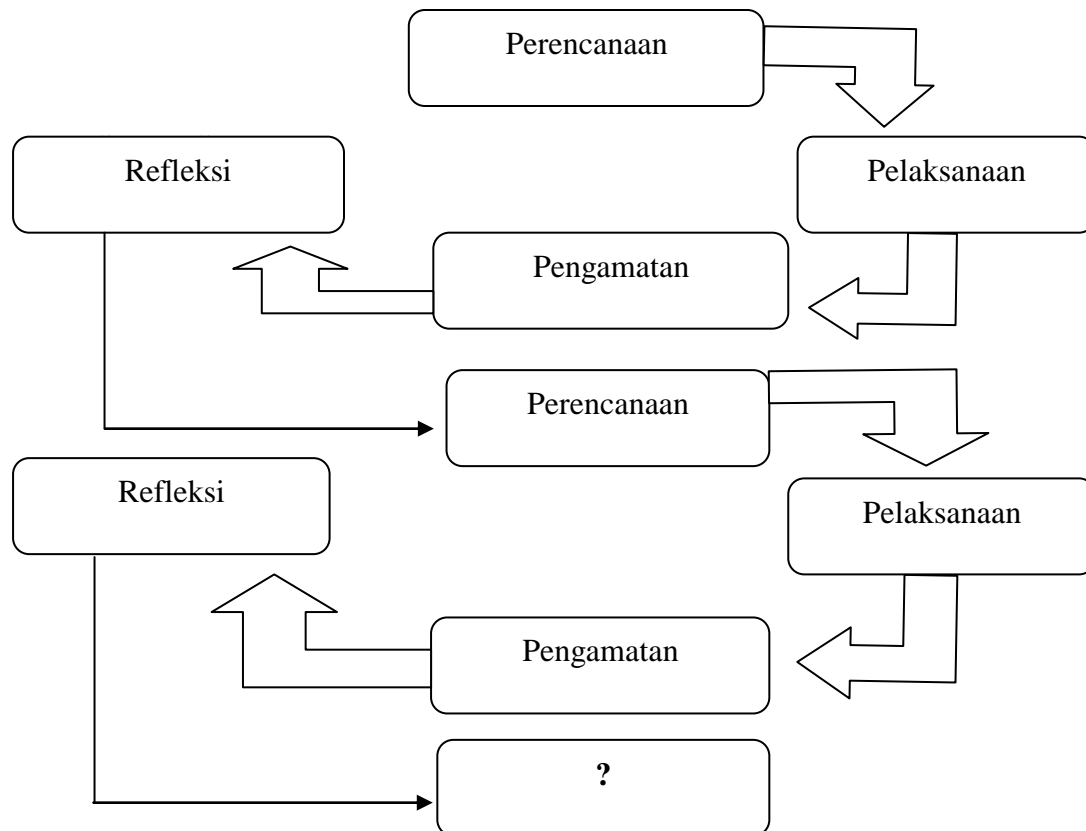 Perencanaan
Refleksi
Pelaksanaan
Pengamatan
Perencanaan
Refleksi
Pelaksanaan
Pengamatan
?